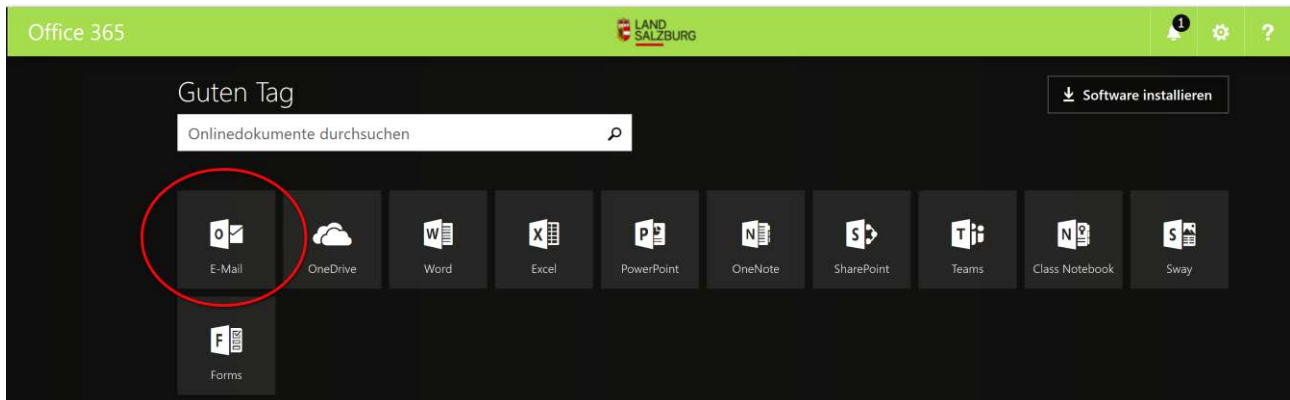 Office 365
LAND
SALZBURG
1
?
Guten Tag
Software installieren
Onlinedokumente durchsuchen
E-Mail
OneDrive
Word
Excel
PowerPoint
OneNote
SharePoint
Teams
Class Notebook
Sway
Forms